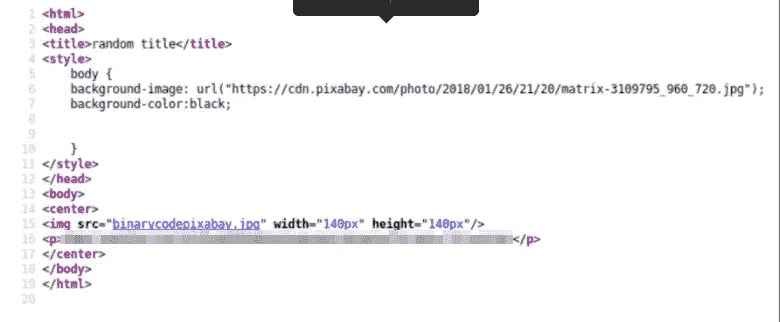 1 <html>
2 <head>
3 <title>random title</title>
4 <style>
5 body {
6 background-image: url("https://cdn.pixabay.com/photo/2018/01/26/21/20/matrix-3109795_960_720.jpg");
7 background-color:black;
8
9
10 }
11 </style>
12 </head>
13 <body>
14 <center>
15 <img src="binarycodepixabay.jpg" width="140px" height="140px"/>
16 <p></p>
17 </center>
18 </body>
19 </html>
20